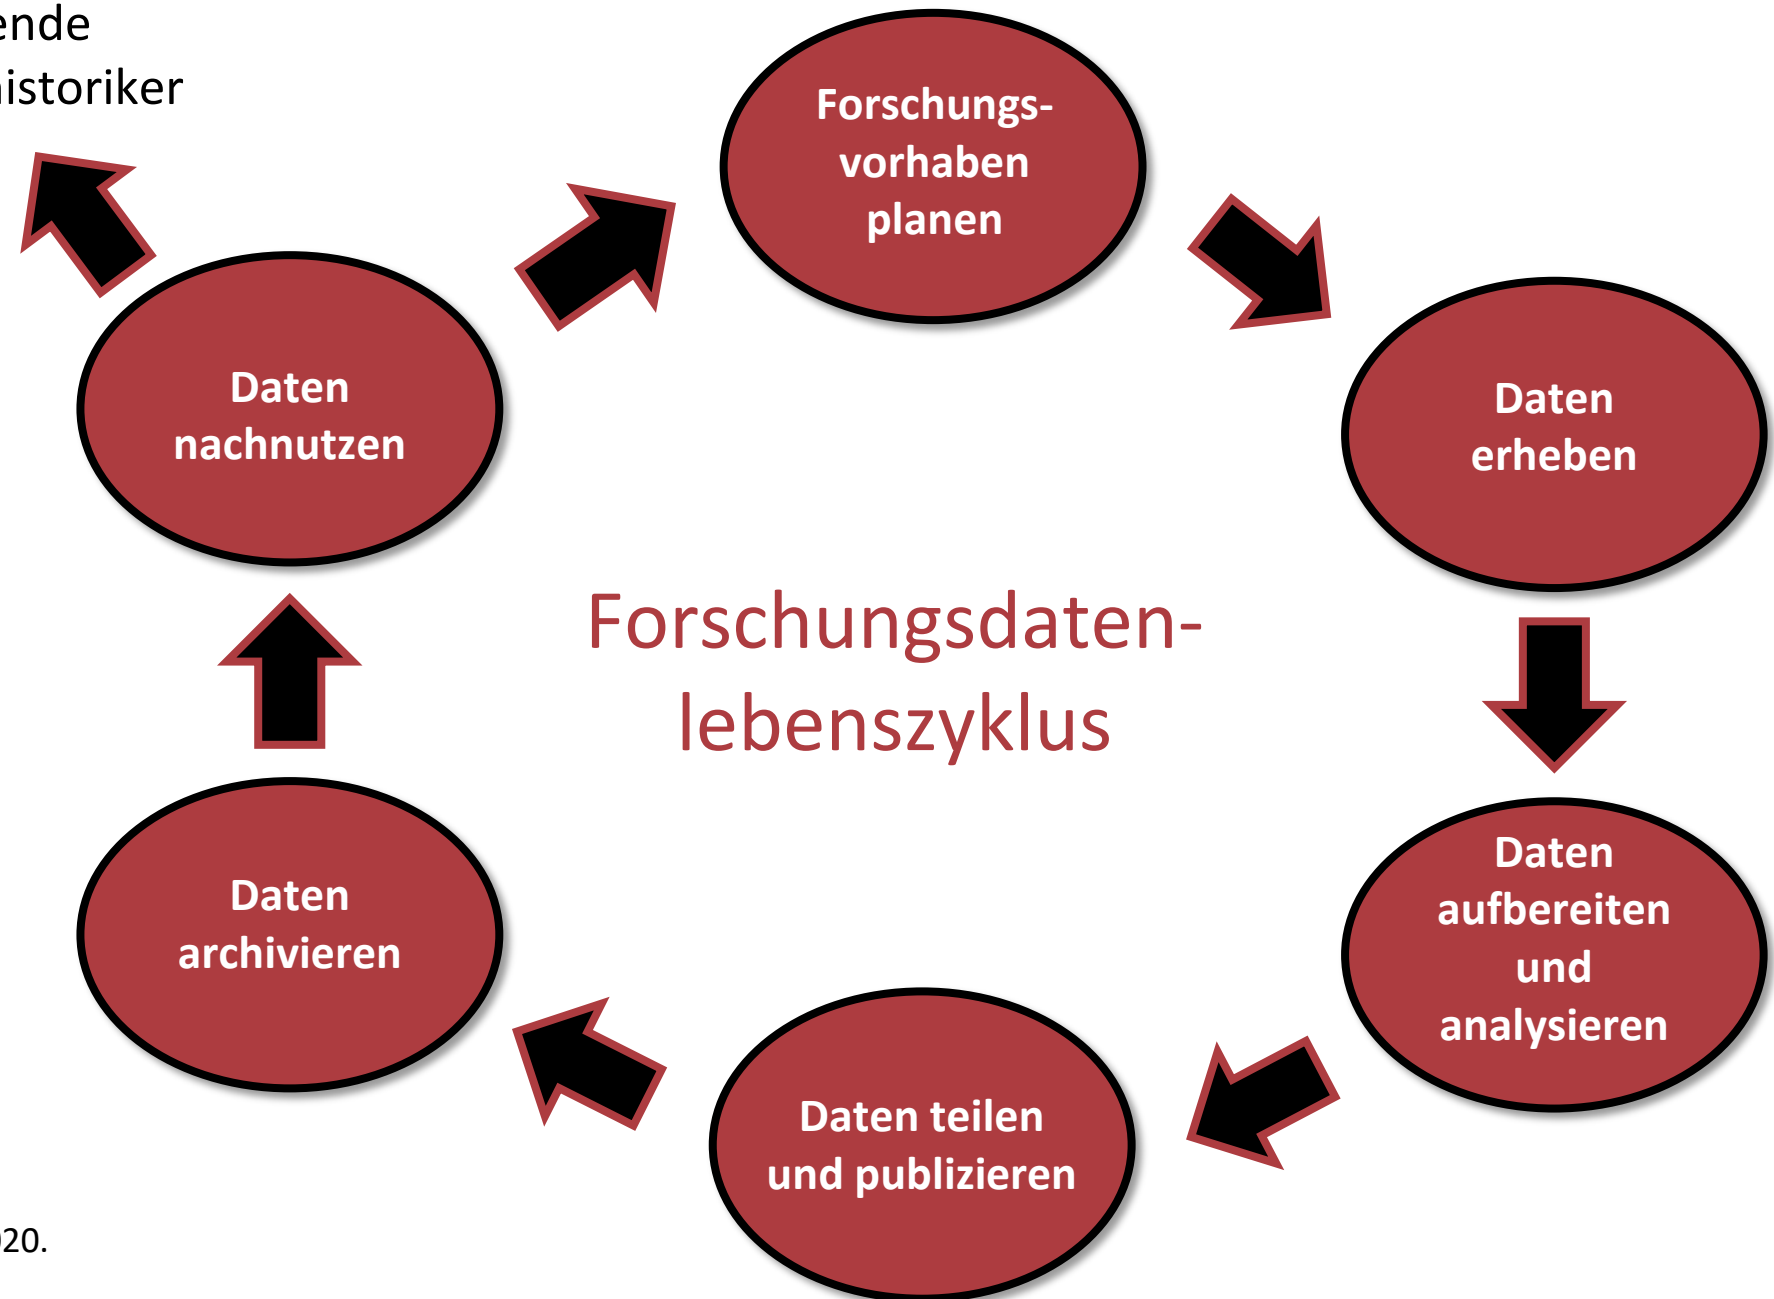 ende
istoriker
Forschungs-
vorhaben
planen
Daten
erheben
Daten
aufbereiten
und
analysieren
Daten teilen
und publizieren
Daten
archivieren
Daten
nachnutzen
Forschungsdaten-
lebenszyklus
20.